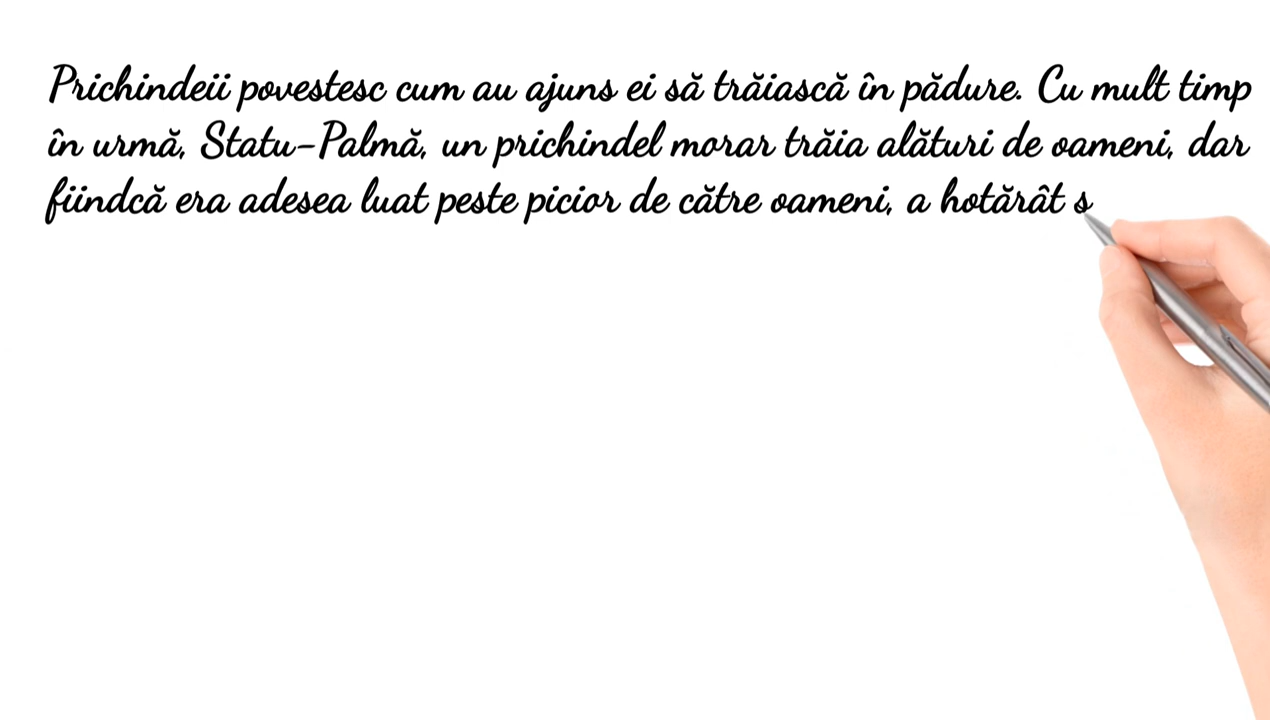 Prichindeii povestesc cum au ajuns ei să trăiască în pădure. Cu mult timp
în urmă, Statu-Palmă, un prichindel morar trăia alături de oameni, dar
fiindcă era adesea luat peste picior de către oameni, a hotărât s